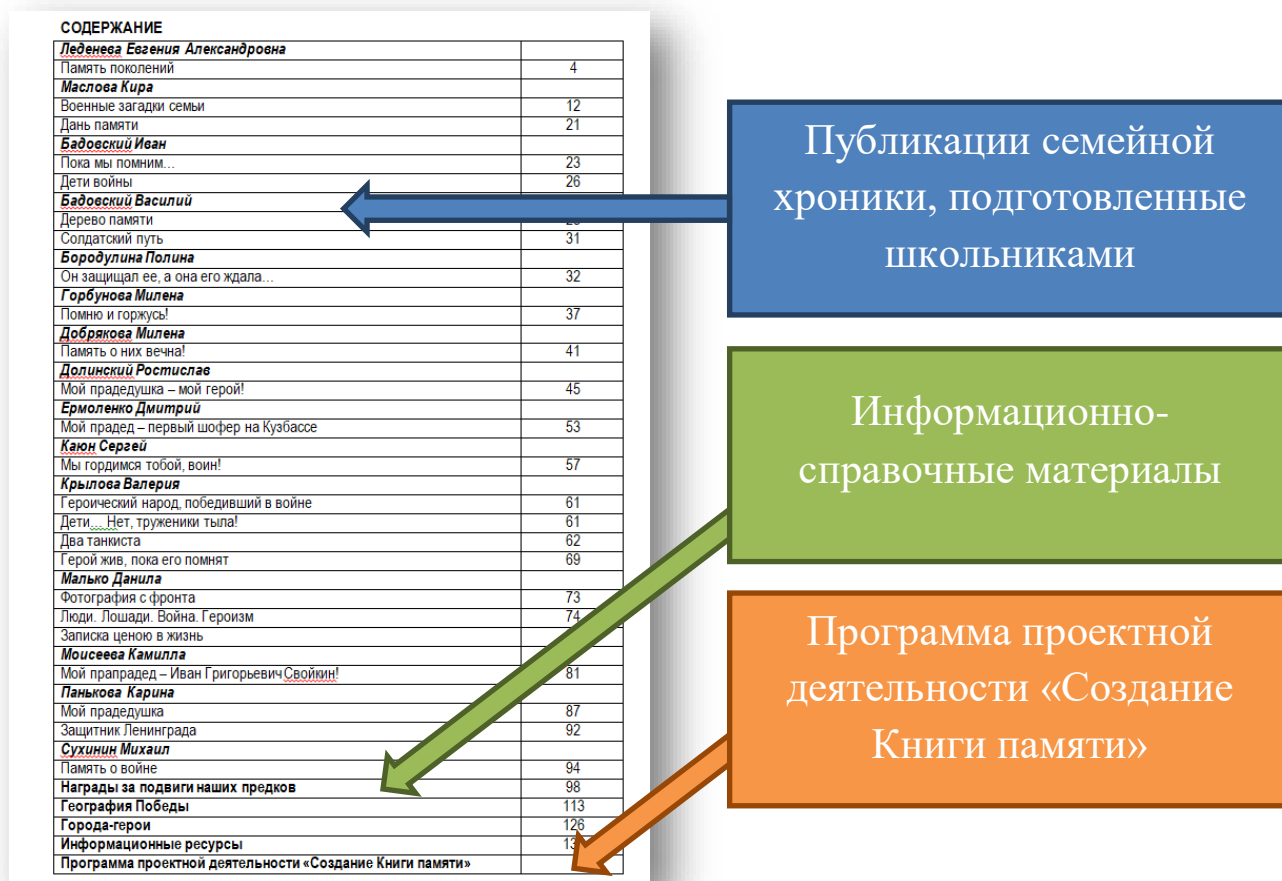 СОДЕРЖАНИЕ
Леденева Евгения Александровна
Память поколений 4
Маслова Кира
Военные загадки семьи 12
Дань памяти 21
Бадовский Иван
Пока мы помним… 23
Дети войны 26
Бадовский Василий
Дерево памяти
Солдатский путь 31
Бородулина Полина
Он защищал ее, а она его ждала… 32
Горбунова Милена
Помню и горжусь! 37
Добрякова Милена
Память о них вечна! 41
Долинский Ростислав
Мой прадедушка – мой герой! 45
Ермоленко Дмитрий
Мой прадед – первый шофер на Кузбассе 53
Каюн Сергей
Мы гордимся тобой, воин! 57
Крылова Валерия
Героический народ, победивший в войне 61
Дети… Нет, труженики тыла! 61
Два танкиста 62
Герой жив, пока его помнят 69
Малько Данила
Фотография с фронта 73
Люди. Лошади. Война. Героизм 74
Записка ценою в жизнь
Моисеева Камилла
Мой прапрадед – Иван Григорьевич Свойкин! 81
Панькова Карина
Мой прадедушка 87
Защитник Ленинграда 92
Сухинин Михаил
Память о войне 94
Награды за подвиги наших предков 98
География Победы 113
Города-герои 126
Информационные ресурсы
Программа проектной деятельности «Создание Книги памяти»
Публикации семейной
хроники, подготовленные
школьниками
Информационно-
справочные материалы
Программа проектной
деятельности «Создание
Книги памяти»